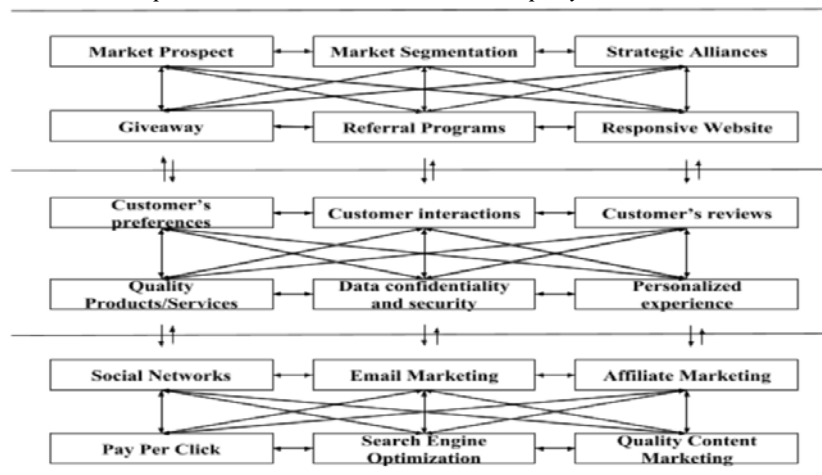 Market Prospect
Market Segmentation
Strategic Alliances
Giveaway
Referral Programs
Responsive Website
Customer's
preferences
Customer interactions
Customer's reviews
Quality
Products/Services
Data confidentiality
and security
Personalized
experience
Social Networks
Email Marketing
Affiliate Marketing
Pay Per Click
Search Engine
Optimization
Quality Content
Marketing